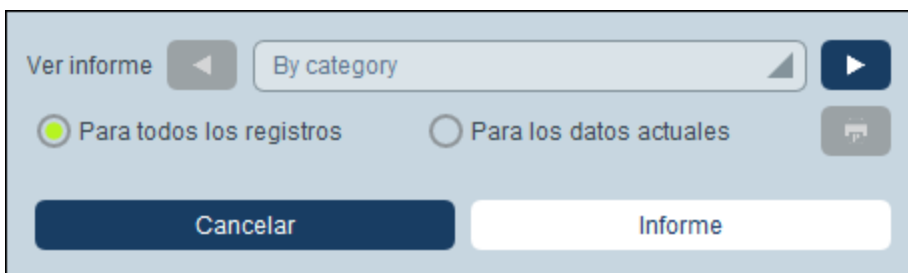 Ver informe By category
Para todos los registros Para los datos actuales
Cancelar Informe